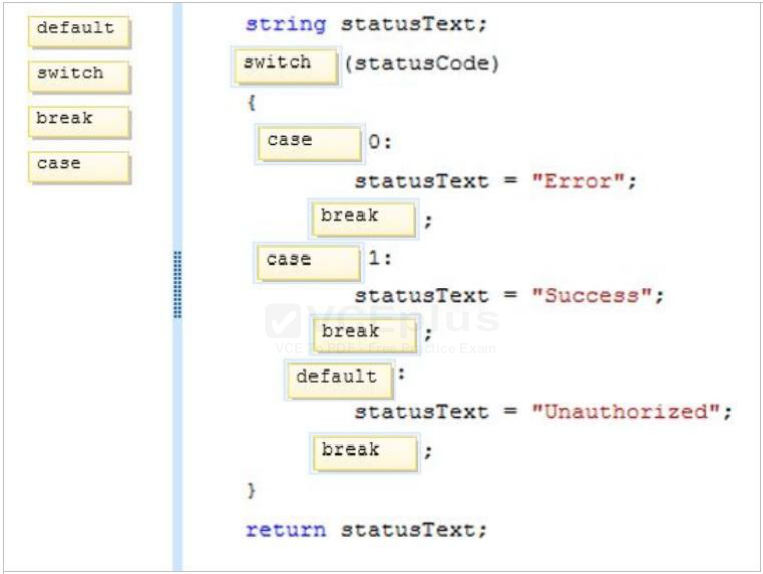 default
switch
break
case
string statusText;
switch (statusCode)
{
case 0:
statusText = "Error";
break ;
case 1:
statusText = "Success";
break ;
default :
statusText = "Unauthorized";
break ;
}
return statusText;
VCEplus
VCE To PDF - Free Practice Exam